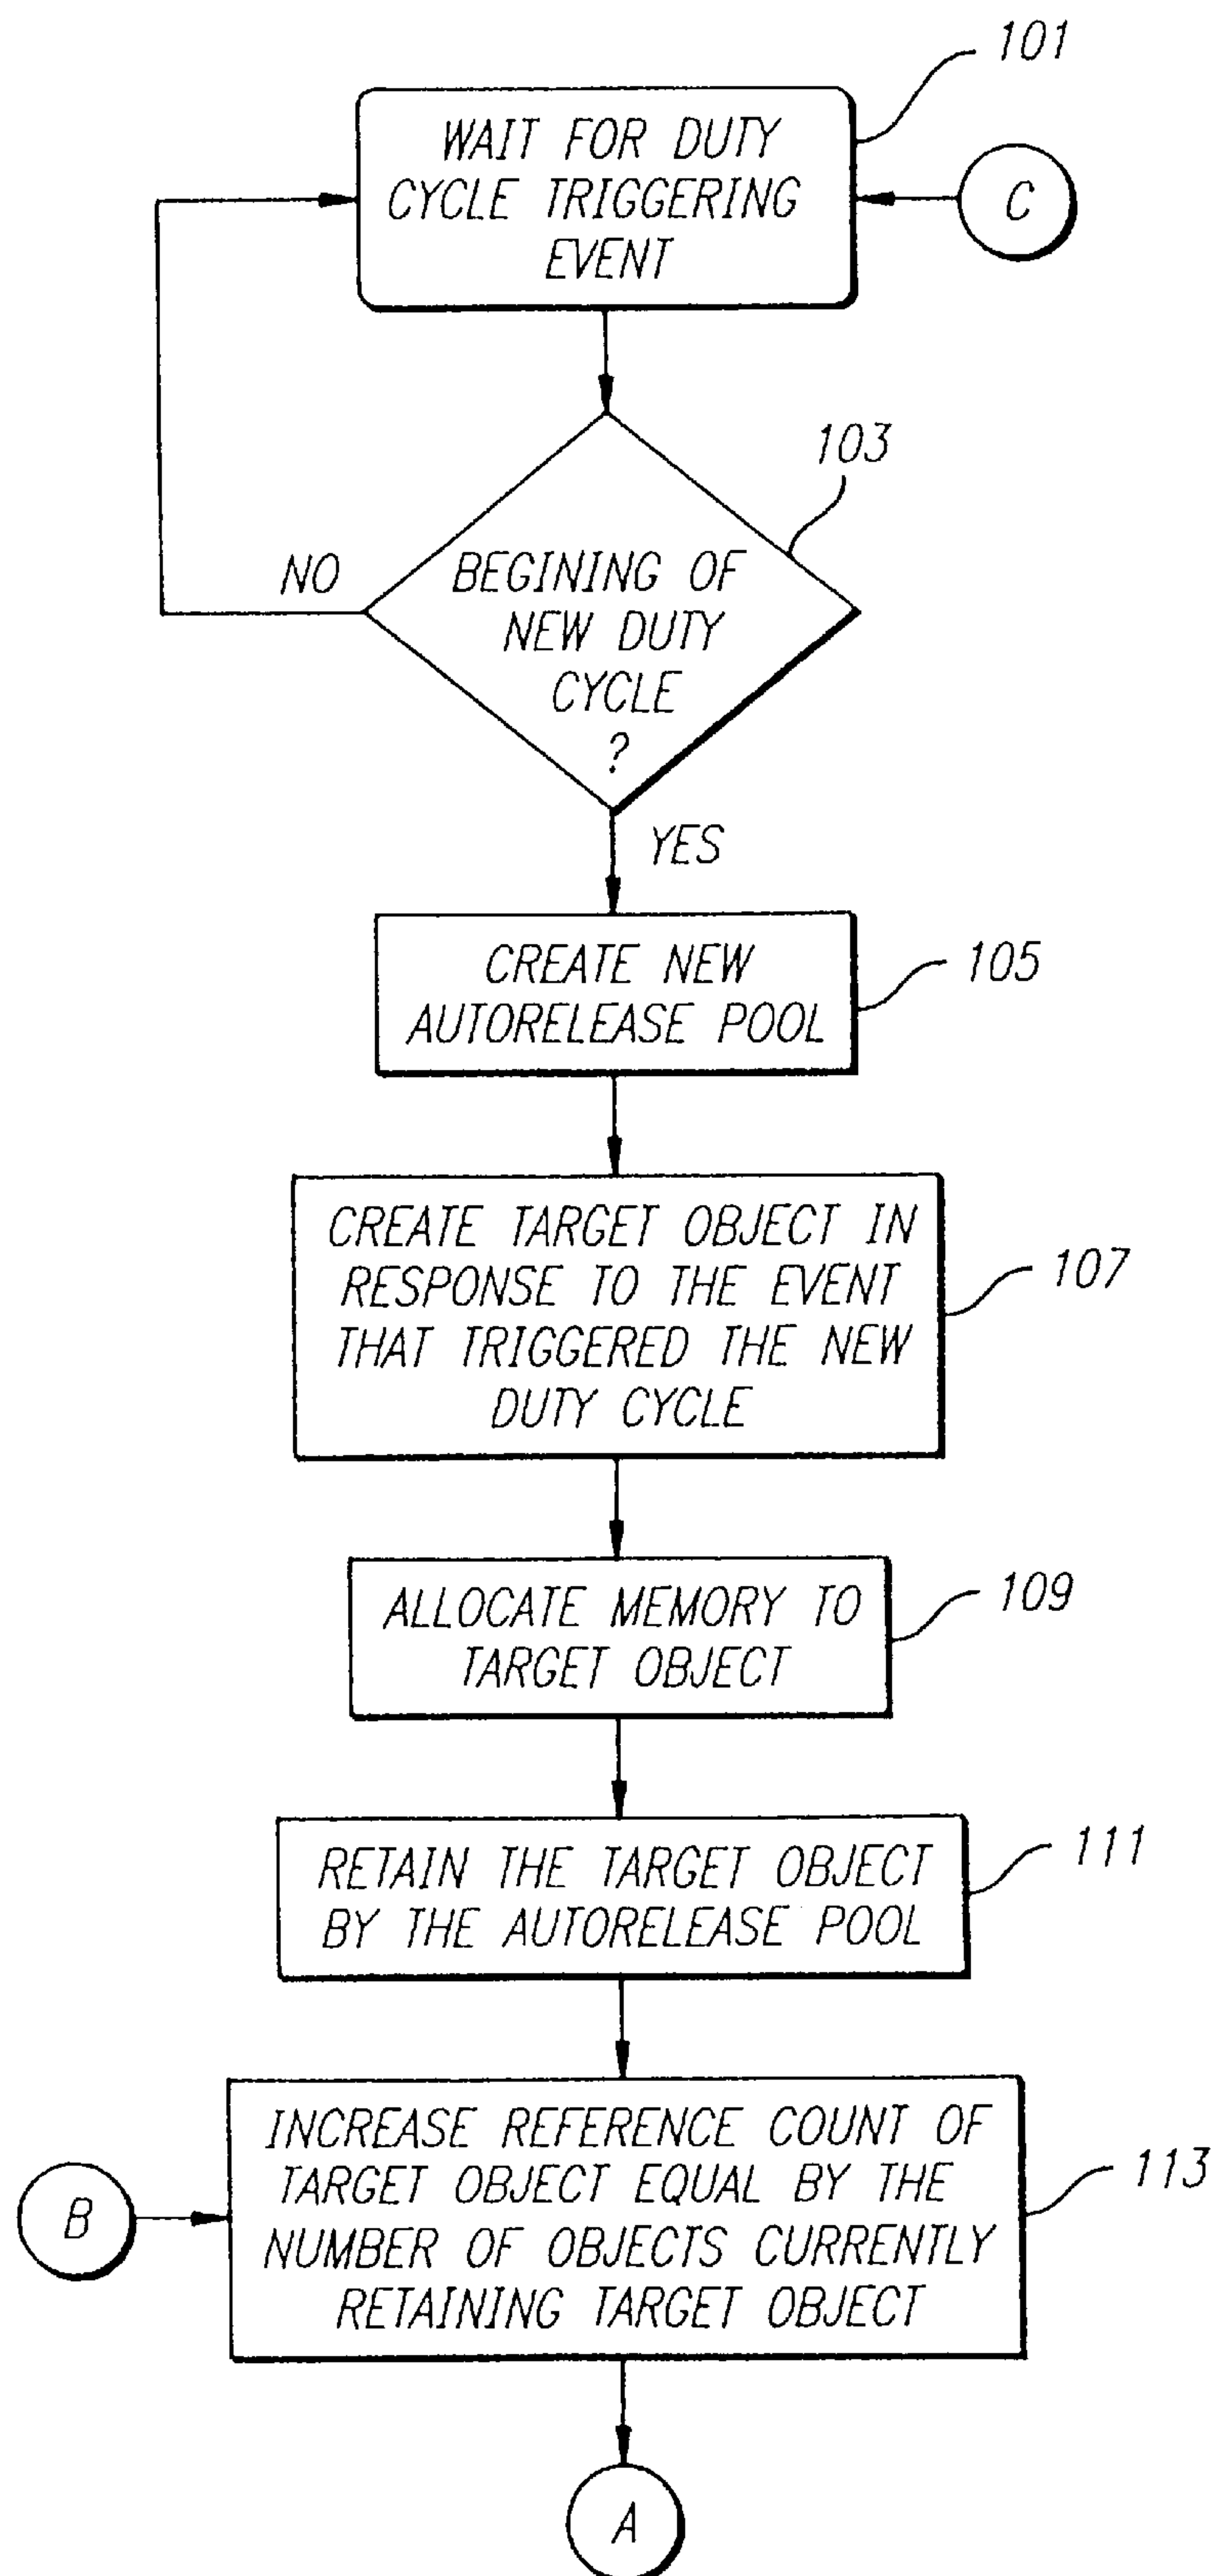 101
WAIT FOR DUTY
CYCLE TRIGGERING
EVENT
C
103
NO
BEGINING OF
NEW DUTY
CYCLE
?
YES
CREATE NEW
AUTORELEASE POOL
105
CREATE TARGET OBJECT IN
RESPONSE TO THE EVENT
THAT TRIGGERED THE NEW
DUTY CYCLE
107
ALLOCATE MEMORY TO
TARGET OBJECT
109
RETAIN THE TARGET OBJECT
BY THE AUTORELEASE POOL
111
INCREASE REFERENCE COUNT OF
TARGET OBJECT EQUAL BY THE
NUMBER OF OBJECTS CURRENTLY
RETAINING TARGET OBJECT
113
B
A